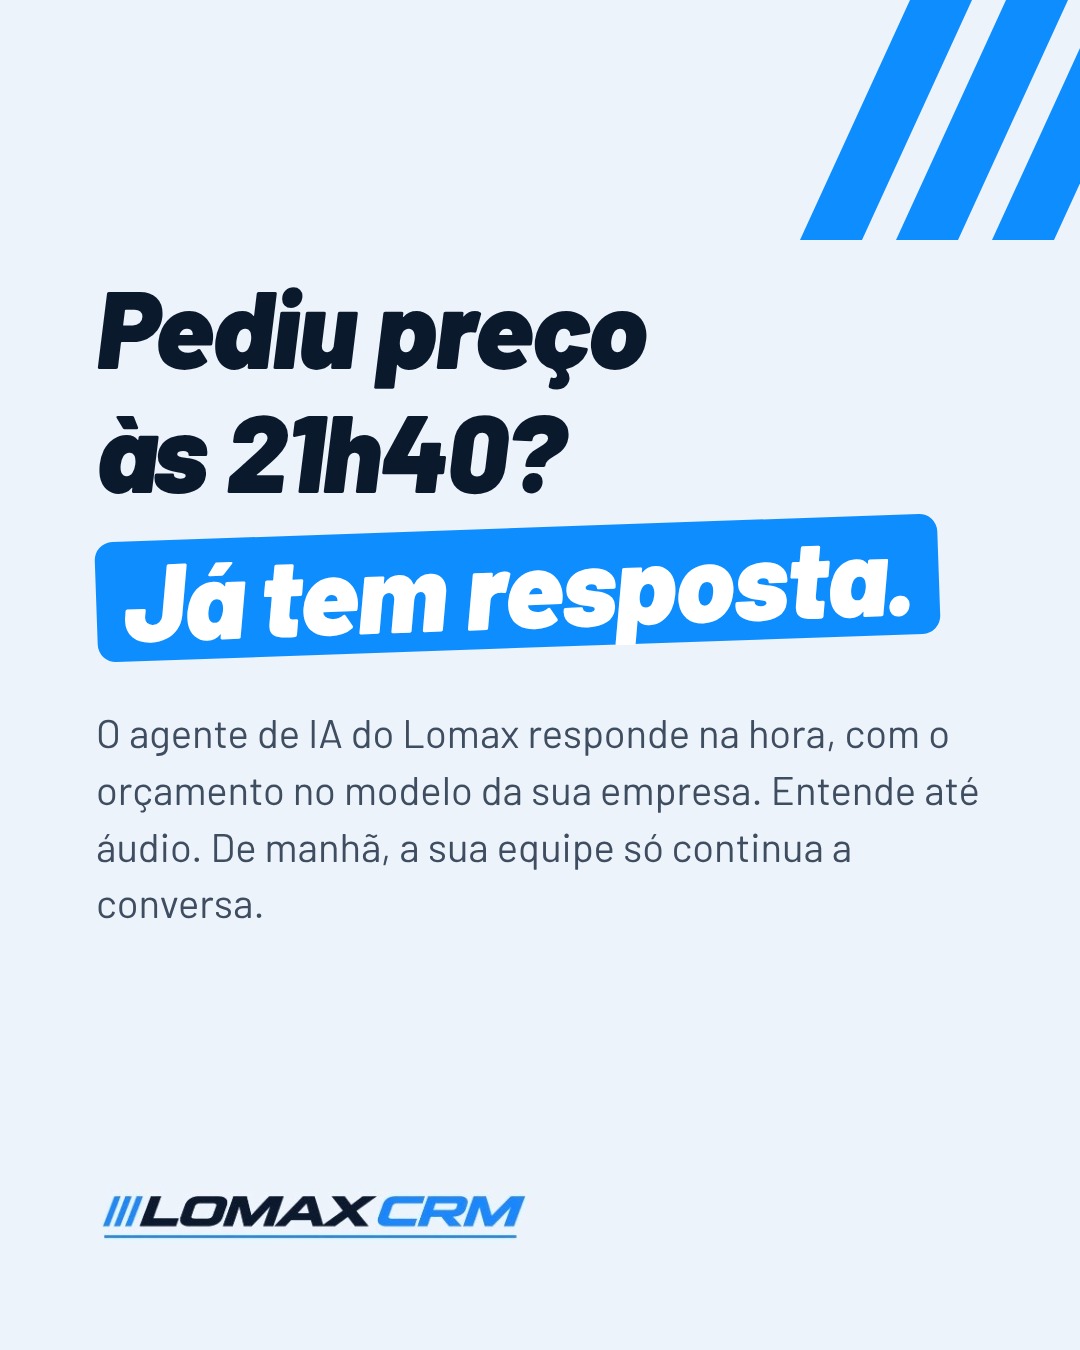 Pediu preço
às 21h40?
Já tem resposta.
O agente de IA do Lomax responde na hora, com o
orçamento no modelo da sua empresa. Entende até
áudio. De manhã, a sua equipe só continua a
conversa.
LOMAX CRM